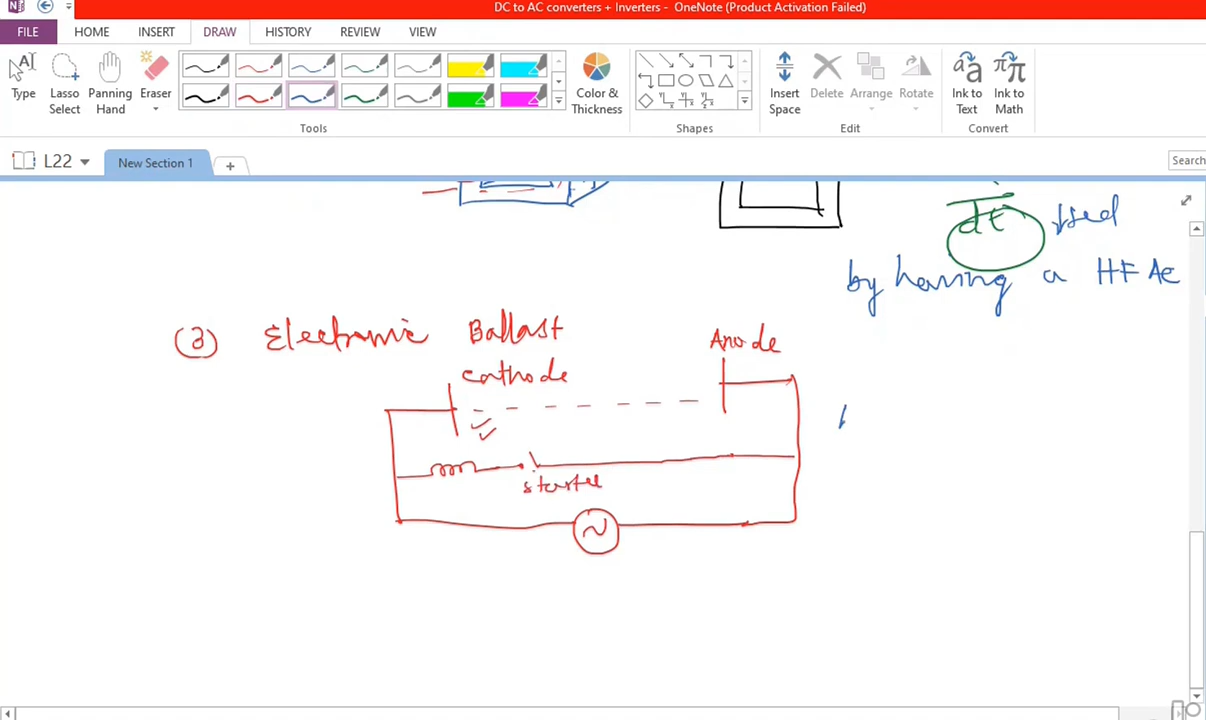 DC to AC converters + Inverters - OneNote (Product Activation Failed)
FILE HOME INSERT DRAW HISTORY REVIEW VIEW
Type Lasso Select Panning Hand Eraser Color & Thickness Insert Space Delete Arrange Rotate Ink to Text Ink to Math
Tools Shapes Edit Convert
L22 New Section 1 + Search
dt
by having a HF AC
(3) Electronic Ballast
Anode
cathode